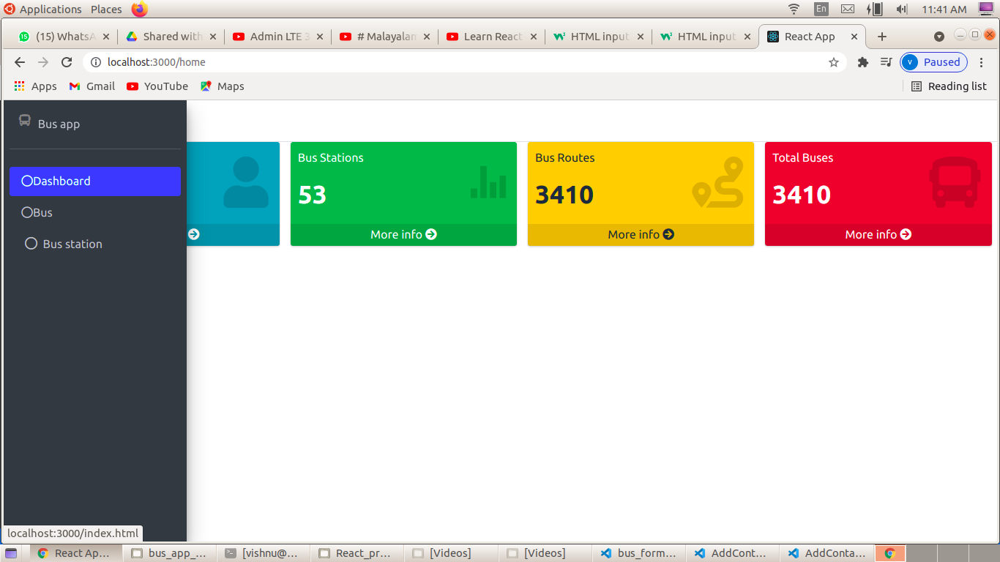 Applications Places En 11:41 AM
15 (15) WhatsA Shared with Admin LTE 3 # Malayalam Learn React HTML input HTML input React App
localhost:3000/home V Paused
Apps Gmail YouTube Maps Reading list
Bus app
Dashboard
Bus
Bus station
Bus Stations
53
More info
Bus Routes
3410
More info
Total Buses
3410
More info
localhost:3000/index.html
React Ap... bus_app_... [vishnu@... React_pr... [Videos] [Videos] bus_form... AddCont... AddConta...